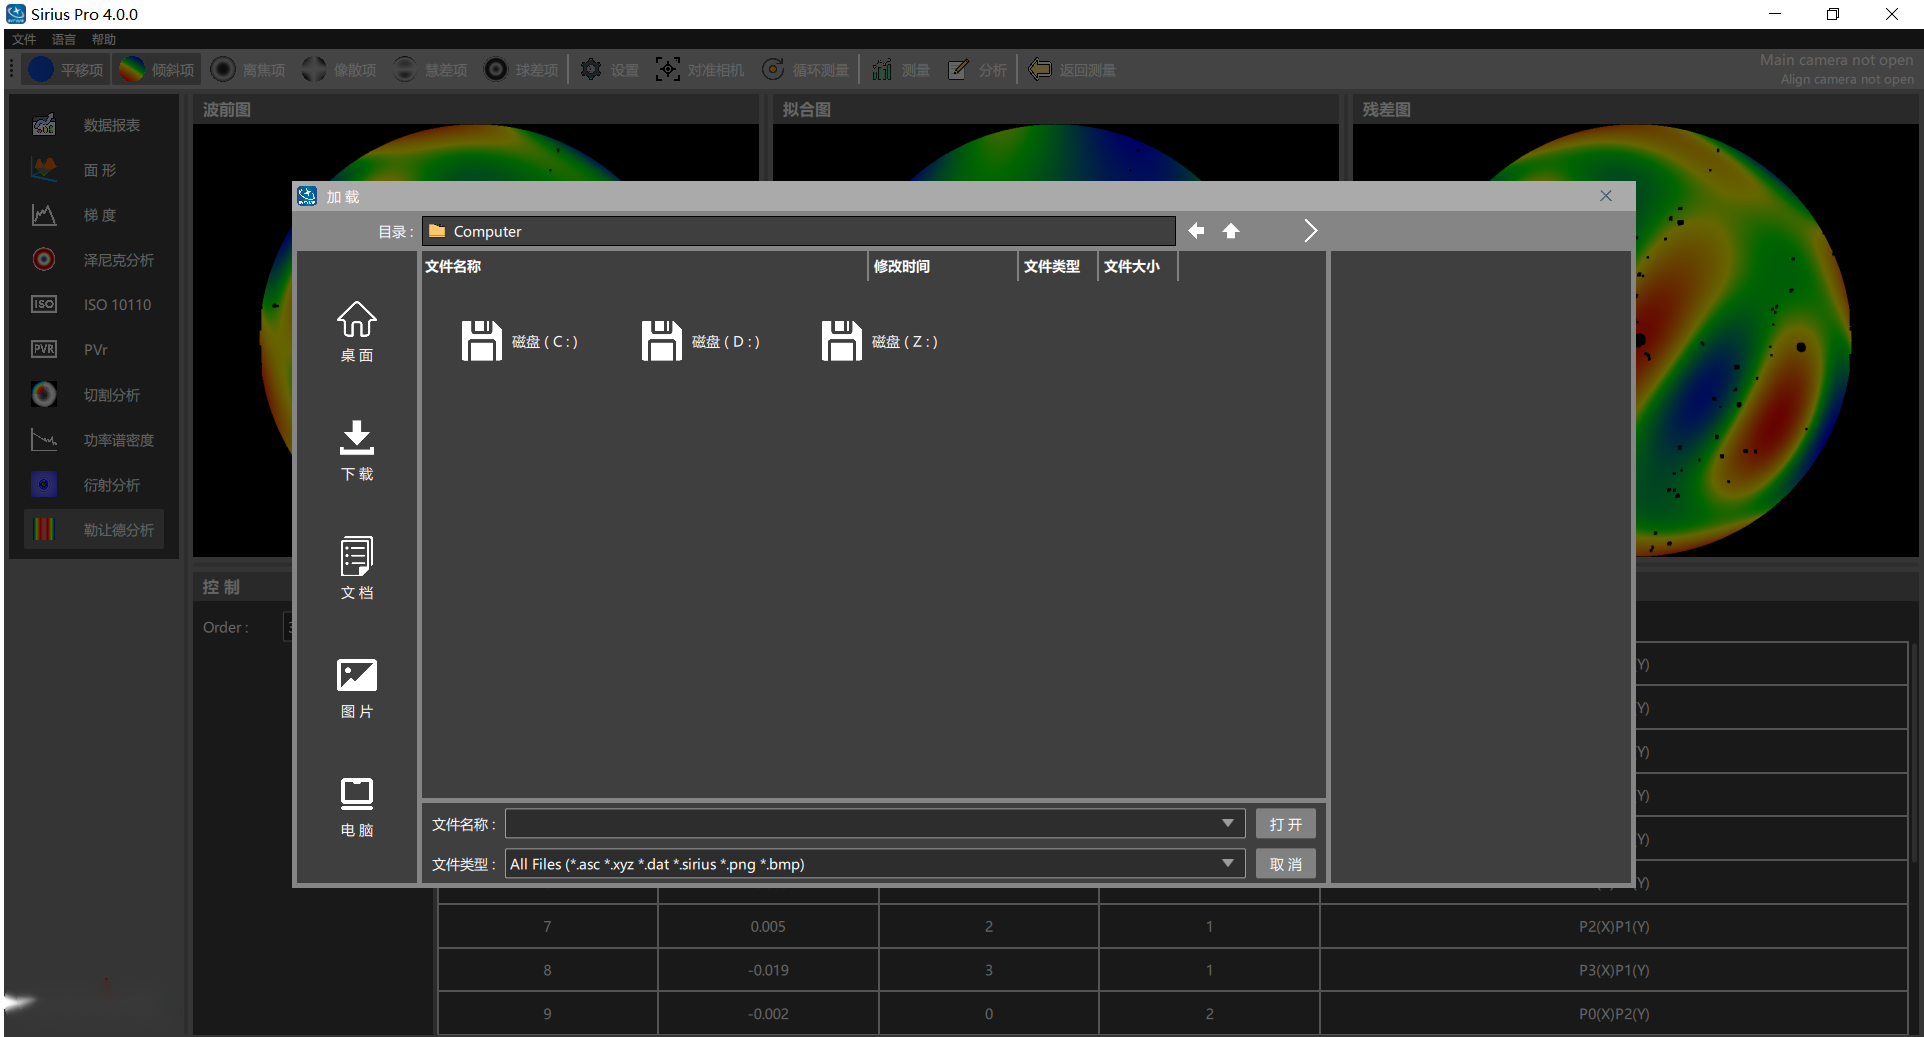 Sirius Pro 4.0.0
文件 语言 帮助
平移项 倾斜项 离焦项 像散项 慧差项 球差项 设置 对准相机 循环测量 测量 分析 返回测量
Main camera not open
Align camera not open
数据报表
面 形
梯 度
泽尼克分析
ISO ISO 10110
PVR PVr
切割分析
功率谱密度
衍射分析
勒让德分析
波前图 拟合图 残差图
加 载
目录 : Computer
文件名称 修改时间 文件类型 文件大小
桌 面
下 载
文 档
图 片
电 脑
磁盘 ( C : ) 磁盘 ( D : ) 磁盘 ( Z : )
文件名称 : 打 开
文件类型 : All Files (*.asc *.xyz *.dat *.sirius *.png *.bmp) 取 消
控 制
Order : 3
Y)
Y)
Y)
Y)
Y)
Y)
7 0.005 2 1 P2(X)P1(Y)
8 -0.019 3 1 P3(X)P1(Y)
9 -0.002 0 2 P0(X)P2(Y)